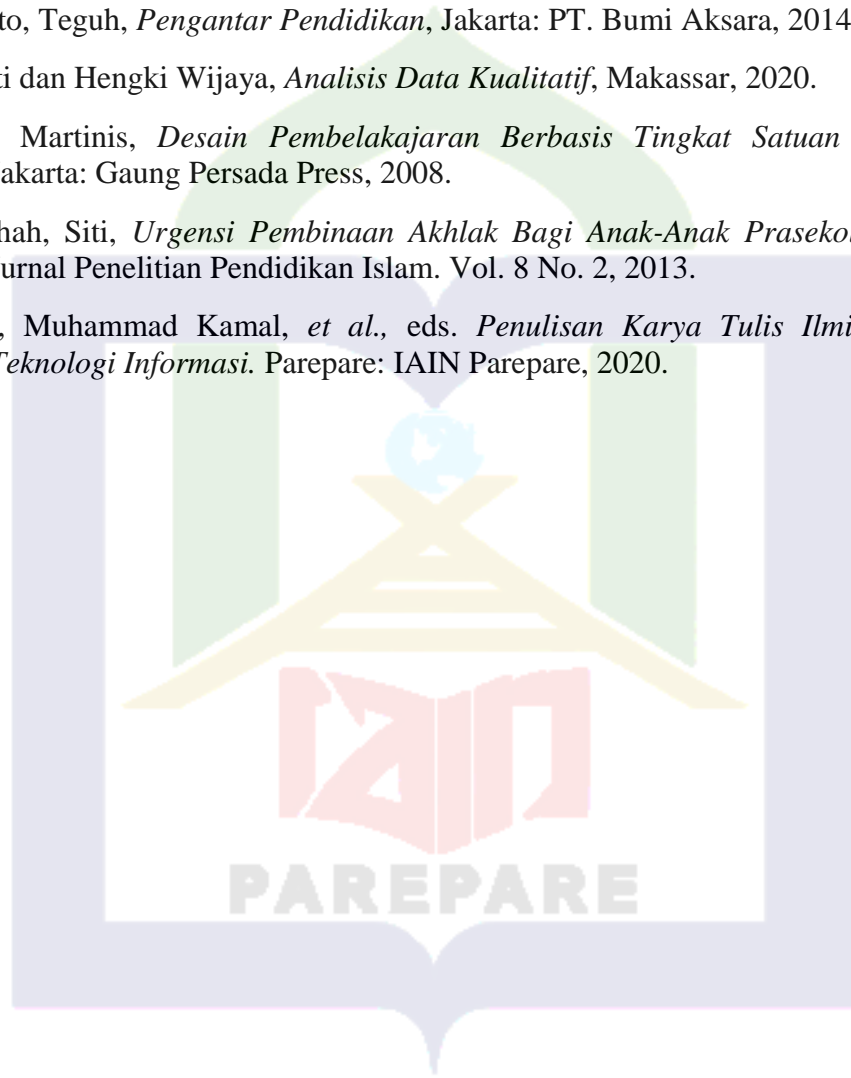 to, Teguh, Pengantar Pendidikan, Jakarta: PT. Bumi Aksara, 2014
ti dan Hengki Wijaya, Analisis Data Kualitatif, Makassar, 2020.
Martinis, Desain Pembelakajaran Berbasis Tingkat Satuan
akarta: Gaung Persada Press, 2008.
hah, Siti, Urgensi Pembinaan Akhlak Bagi Anak-Anak Praseko
urnal Penelitian Pendidikan Islam. Vol. 8 No. 2, 2013.
, Muhammad Kamal, et al., eds. Penulisan Karya Tulis Ilmi
Teknologi Informasi. Parepare: IAIN Parepare, 2020.
iain
PAREPARE